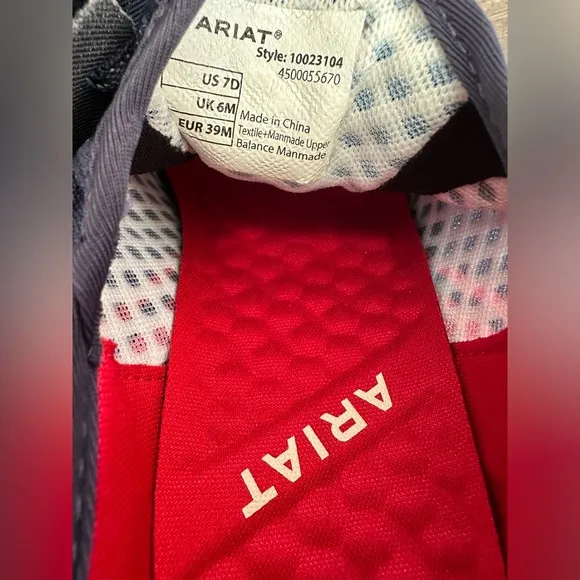 ARIAT®
Style: 10023104
4500055670
US 7D
UK 6M
EUR 39M
Made in China
Textile+Manmade Upper
Balance Manmade
ARIAT